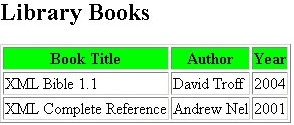 Library Books
Book Title Author Year
XML Bible 1.1 David Troff 2004
XML Complete Reference Andrew Nel 2001